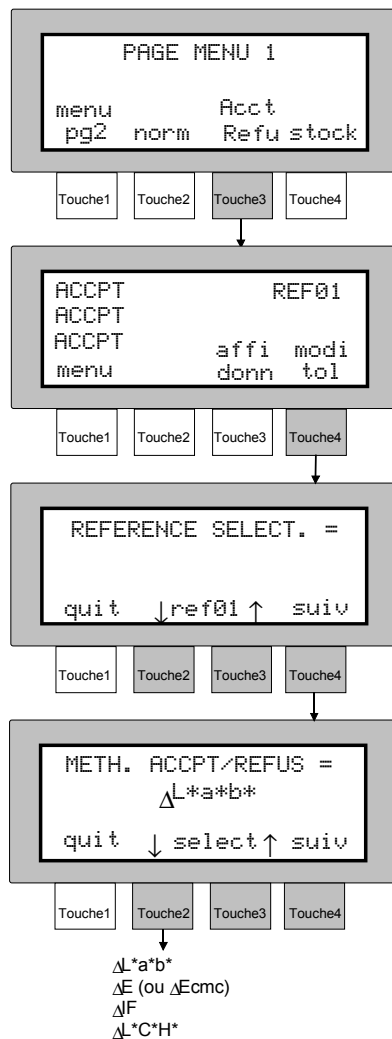 PAGE MENU 1
menu Acct
pg2 norm Refu stock
Touche1 Touche2 Touche3 Touche4
ACCPT REF01
ACCPT
ACCPT affi modi
menu donn tol
Touche1 Touche2 Touche3 Touche4
REFERENCE SELECT. =
quit ↓ref01 ↑ suiv
Touche1 Touche2 Touche3 Touche4
METH. ACCPT/REFUS =
ΔL*a*b*
quit ↓ select ↑ suiv
Touche1 Touche2 Touche3 Touche4
ΔL*a*b*
ΔE (ou ΔEcmc)
ΔIF
ΔL*C*H*